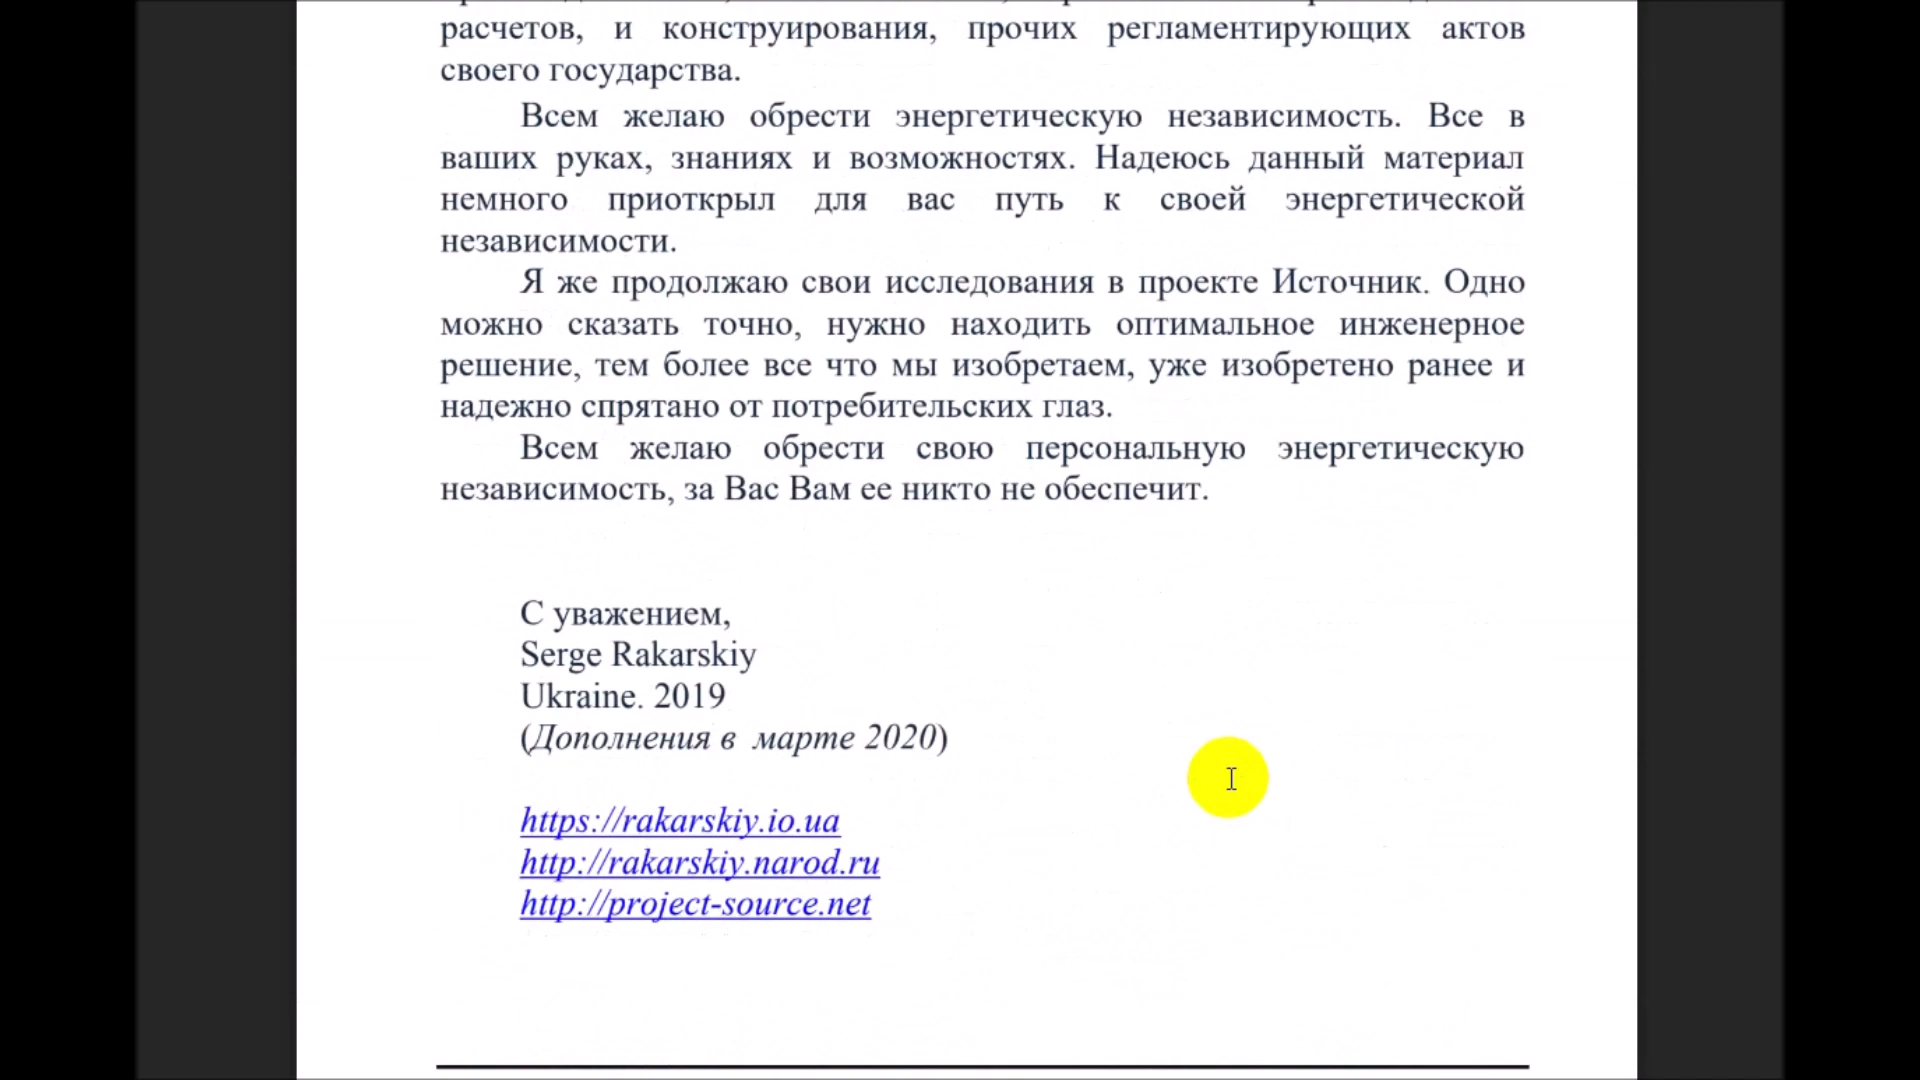 расчетов, и конструирования, прочих регламентирующих актов
своего государства.
Всем желаю обрести энергетическую независимость. Все в
ваших руках, знаниях и возможностях. Надеюсь данный материал
немного приоткрыл для вас путь к своей энергетической
независимости.
Я же продолжаю свои исследования в проекте Источник. Одно
можно сказать точно, нужно находить оптимальное инженерное
решение, тем более все что мы изобретаем, уже изобретено ранее и
надежно спрятано от потребительских глаз.
Всем желаю обрести свою персональную энергетическую
независимость, за Вас Вам ее никто не обеспечит.
С уважением,
Serge Rakarskiy
Ukraine. 2019
(Дополнения в марте 2020)
https://rakarskiy.io.ua
http://rakarskiy.narod.ru
http://project-source.net